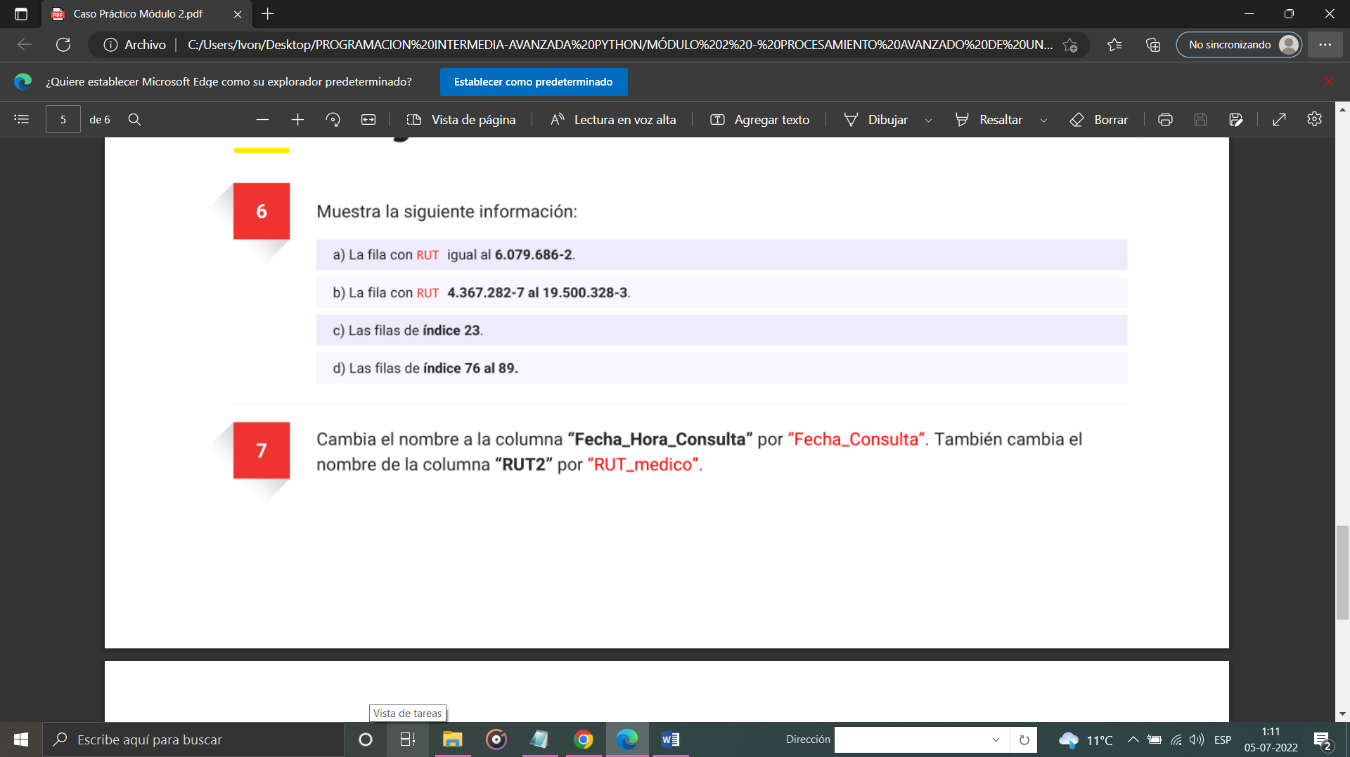 Caso Práctico Módulo 2.pdf
Archivo | C:/Users/Ivon/Desktop/PROGRAMACION%20INTERMEDIA-AVANZADA%20PYTHON/MÓDULO%202%20-%20PROCESAMIENTO%20AVANZADO%20DE%20UN... No sincronizando
¿Quiere establecer Microsoft Edge como su explorador predeterminado? Establecer como predeterminado
5 de 6 Vista de página Lectura en voz alta Agregar texto Dibujar Resaltar Borrar
6 Muestra la siguiente información:
a) La fila con RUT igual al 6.079.686-2.
b) La fila con RUT 4.367.282-7 al 19.500.328-3.
c) Las filas de índice 23.
d) Las filas de índice 76 al 89.
7 Cambia el nombre a la columna “Fecha_Hora_Consulta” por “Fecha_Consulta”. También cambia el
nombre de la columna “RUT2” por “RUT_medico”.
Vista de tareas
Escribe aquí para buscar Dirección 11°C ESP 1:11
05-07-2022 2